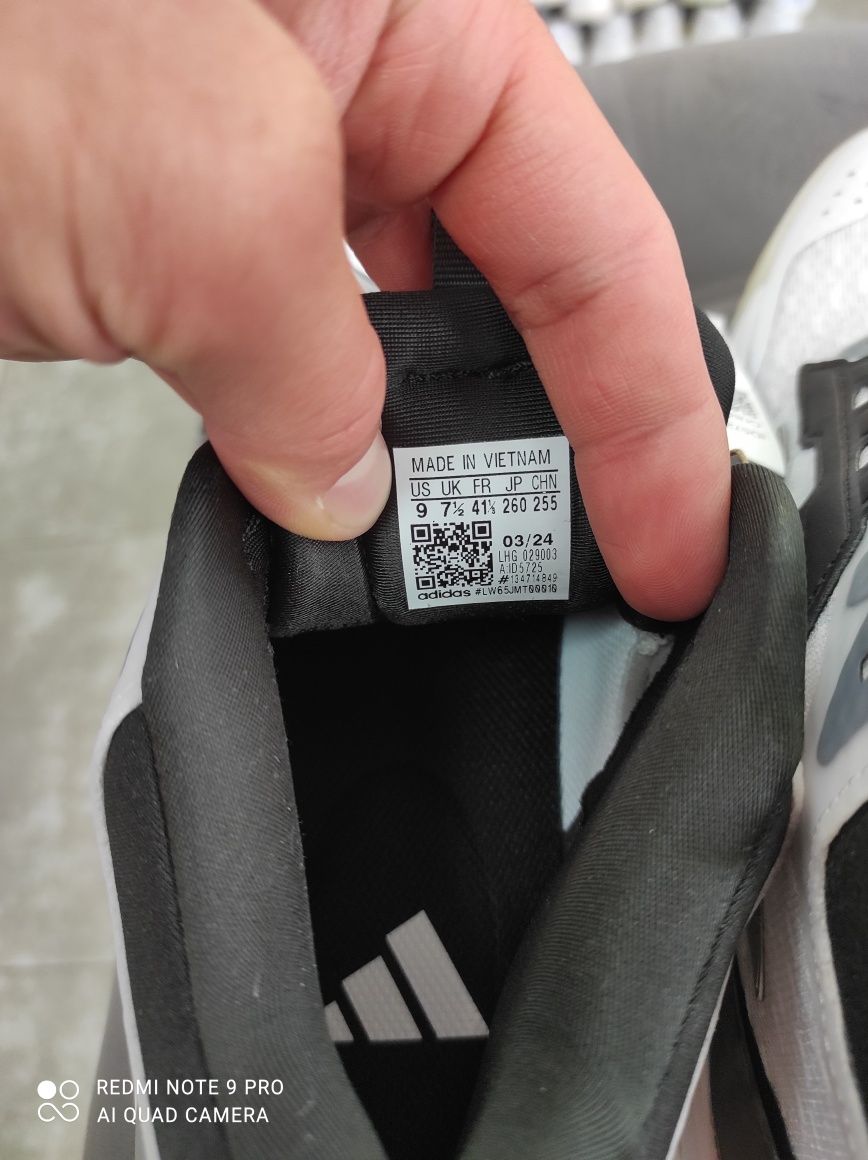 MADE IN VIETNAM
US UK FR JP CHN
9 7½ 41⅓ 260 255
03/24
LHG 029003
A:ID5725
#134714849
adidas #LW65JMT00010
REDMI NOTE 9 PRO
AI QUAD CAMERA